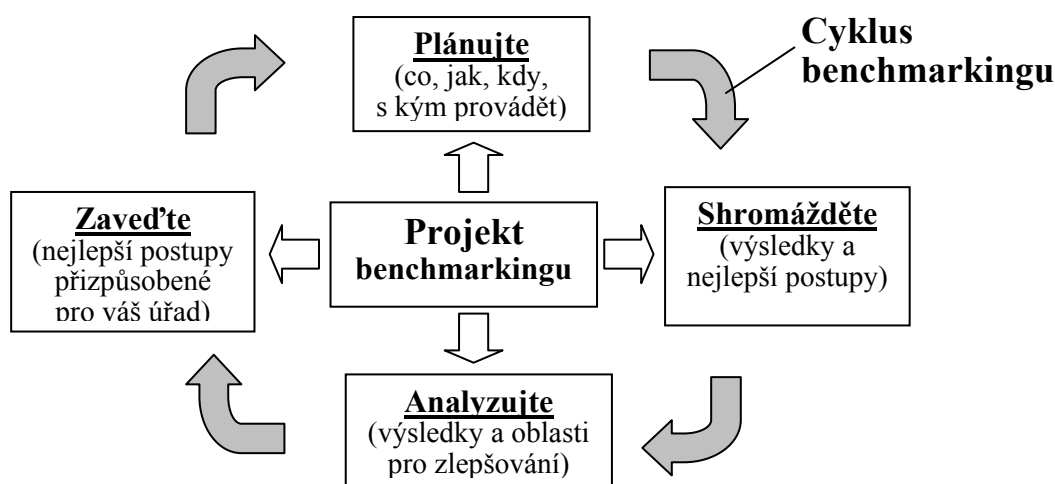 Plánujte
(co, jak, kdy,
s kým provádět)
Cyklus
benchmarkingu
Zaveďte
(nejlepší postupy
přizpůsobené
pro váš úřad)
Projekt
benchmarkingu
Shromážděte
(výsledky a
nejlepší postupy)
Analyzujte
(výsledky a oblasti
pro zlepšování)